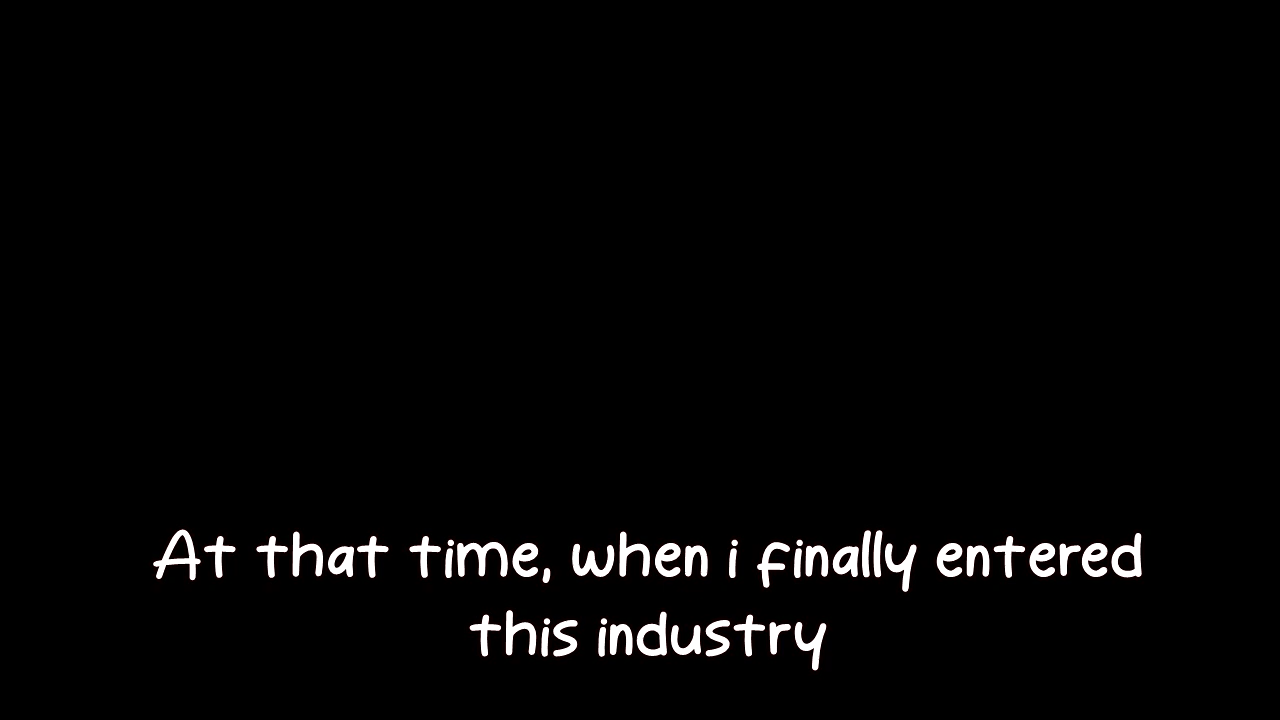 At that time, when i finally entered
this industry